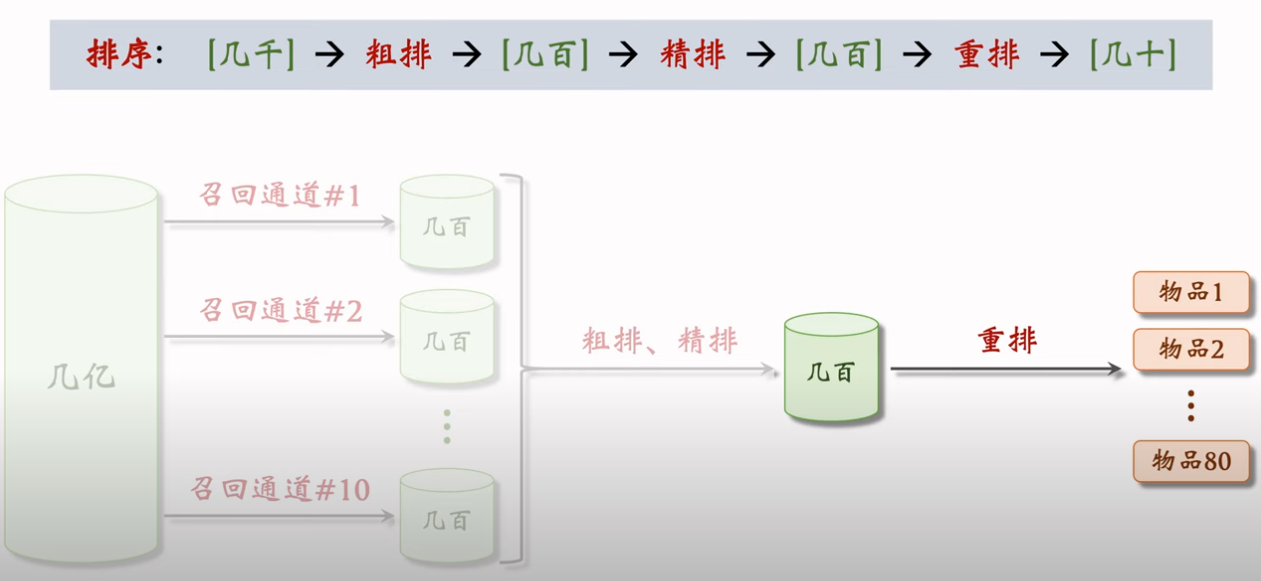 排序： [几千] → 粗排 → [几百] → 精排 → [几百] → 重排 → [几十]
几亿
召回通道#1
几百
召回通道#2
几百
召回通道#10
几百
粗排、精排
几百
重排
物品1
物品2
物品80